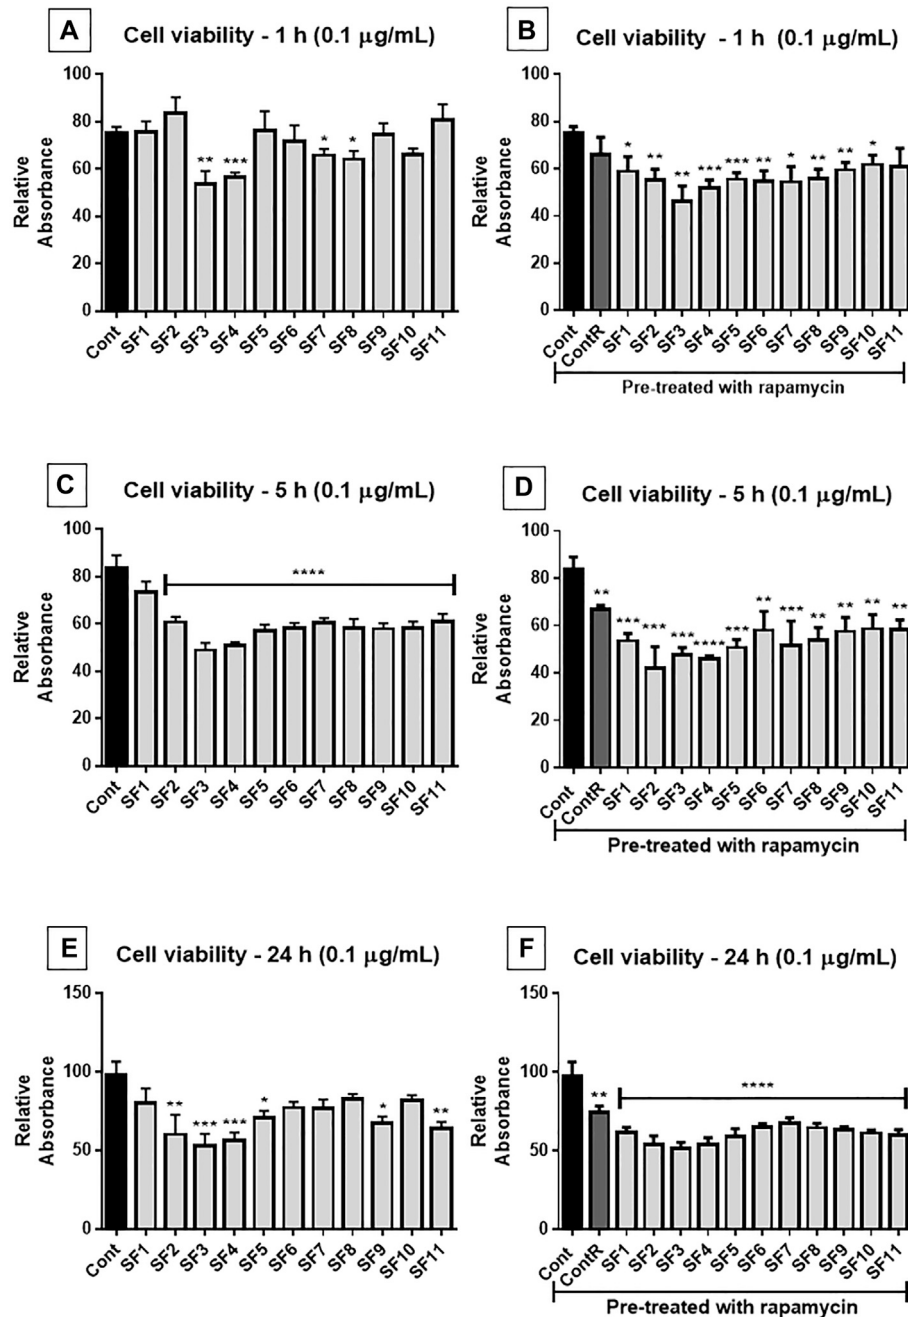 A
Cell viability - 1 h (0.1 μg/mL)
Relative
Absorbance
100
80
60
40
20
0
** *** * *
Cont SF1 SF2 SF3 SF4 SF5 SF6 SF7 SF8 SF9 SF10 SF11
B
Cell viability - 1 h (0.1 μg/mL)
Relative
Absorbance
100
80
60
40
20
0
* ** ** *** *** ** * ** ** *
Cont ContR SF1 SF2 SF3 SF4 SF5 SF6 SF7 SF8 SF9 SF10 SF11
Pre-treated with rapamycin
C
Cell viability - 5 h (0.1 μg/mL)
Relative
Absorbance
100
80
60
40
20
0
****
Cont SF1 SF2 SF3 SF4 SF5 SF6 SF7 SF8 SF9 SF10 SF11
D
Cell viability - 5 h (0.1 μg/mL)
Relative
Absorbance
100
80
60
40
20
0
** *** *** *** **** *** ** *** ** ** ** **
Cont ContR SF1 SF2 SF3 SF4 SF5 SF6 SF7 SF8 SF9 SF10 SF11
Pre-treated with rapamycin
E
Cell viability - 24 h (0.1 μg/mL)
Relative
Absorbance
150
100
50
0
** *** *** * * **
Cont SF1 SF2 SF3 SF4 SF5 SF6 SF7 SF8 SF9 SF10 SF11
F
Cell viability - 24 h (0.1 μg/mL)
Relative
Absorbance
150
100
50
0
** ****
Cont ContR SF1 SF2 SF3 SF4 SF5 SF6 SF7 SF8 SF9 SF10 SF11
Pre-treated with rapamycin